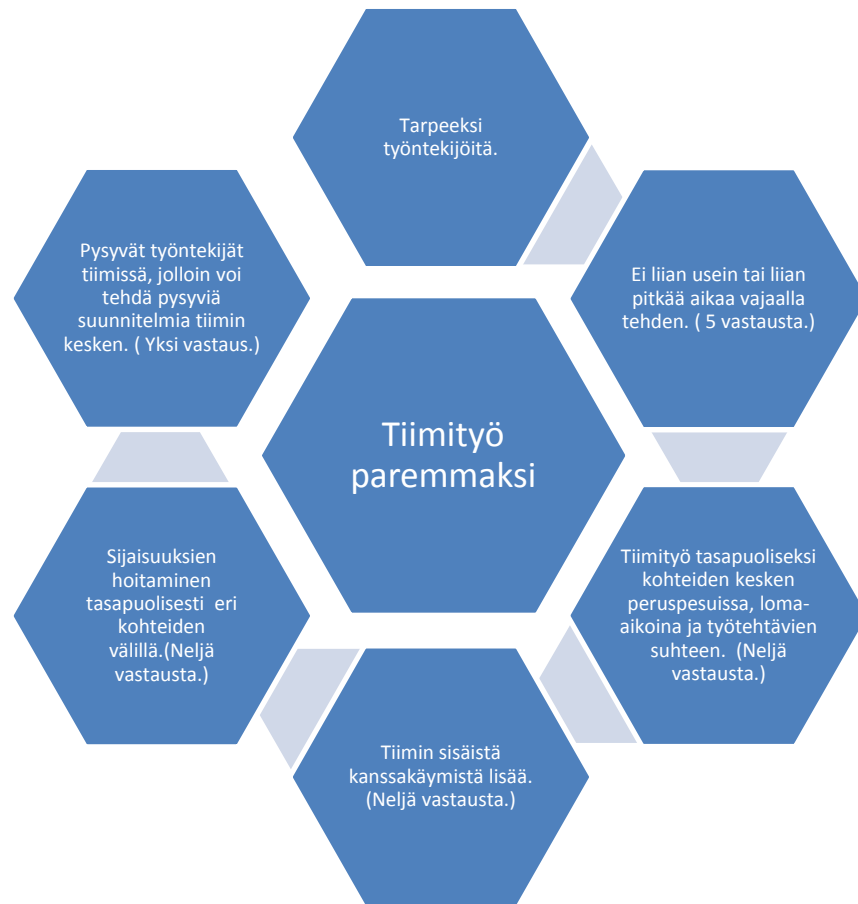 Tarpeeksi
työntekijöitä.
Ei liian usein tai liian
pitkää aikaa vajaalla
tehden. ( 5 vastausta.)
Tiimityö tasapuoliseksi
kohteiden kesken
peruspesuissa, loma-
aikoina ja työtehtävien
suhteen.  (Neljä
vastausta.)
Tiimin sisäistä
kanssakäymistä lisää.
(Neljä vastausta.)
Sijaisuuksien
hoitaminen
tasapuolisesti  eri
kohteiden
välillä.(Neljä
vastausta.)
Pysyvät työntekijät
tiimissä, jolloin voi
tehdä pysyviä
suunnitelmia tiimin
kesken. ( Yksi vastaus.)
Tiimityö
paremmaksi